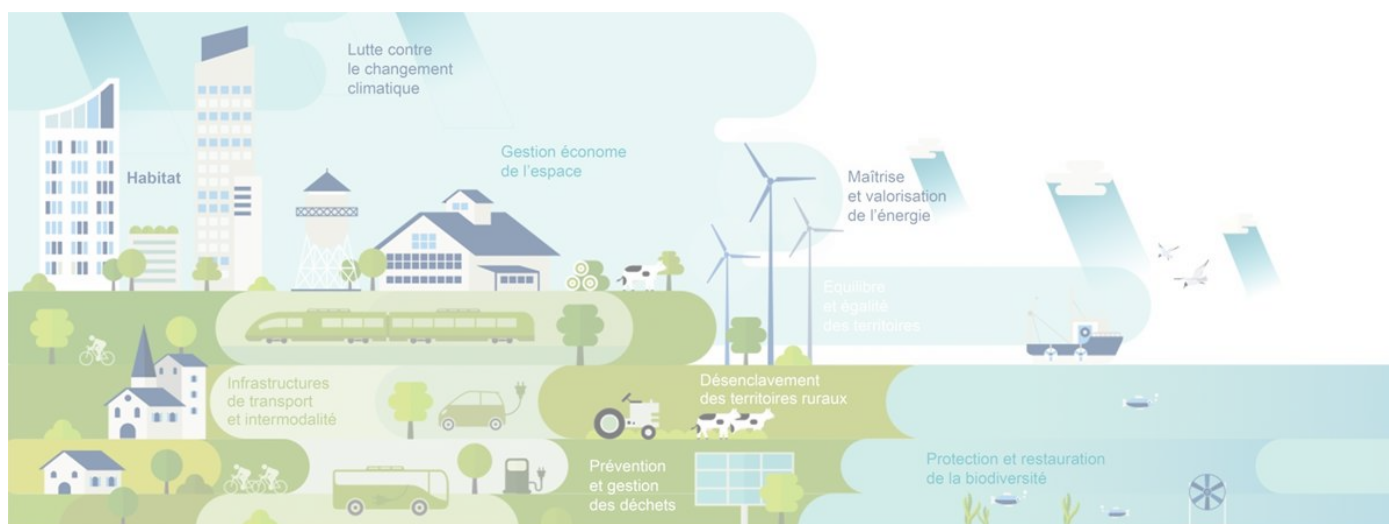 Lutte contre
le changement
climatique
Habitat
Gestion économe
de l'espace
Maîtrise
et valorisation
de l'énergie
Equilibre
et égalité
des territoires
Infrastructures
de transport
et intermodalité
Désenclavement
des territoires ruraux
Prévention
et gestion
des déchets
Protection et restauration
de la biodiversité